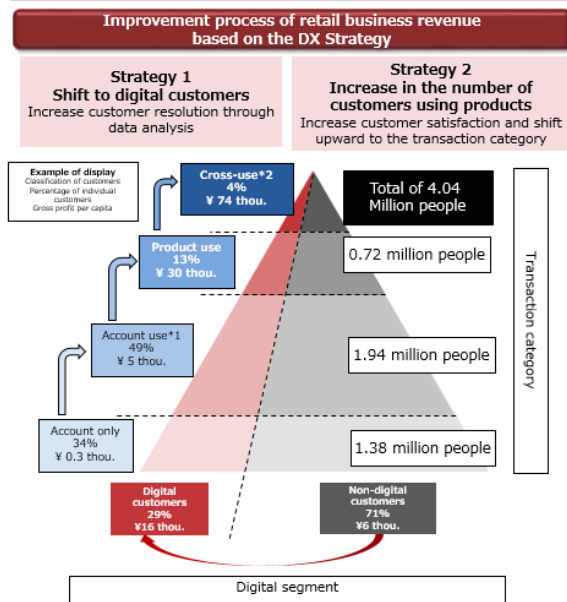 Improvement process of retail business revenue
based on the DX Strategy
Strategy 1
Shift to digital customers
Increase customer resolution through
data analysis
Strategy 2
Increase in the number of
customers using products
Increase customer satisfaction and shift
upward to the transaction category
Example of display
Classification of customers
Percentage of individual
customers
Gross profit per capita
Cross-use*2
4%
¥ 74 thou.
Total of 4.04
Million people
Product use
13%
¥ 30 thou.
0.72 million people
Account use*1
49%
¥ 5 thou.
1.94 million people
Account only
34%
¥ 0.3 thou.
1.38 million people
Transaction category
Digital
customers
29%
¥16 thou.
Non-digital
customers
71%
¥6 thou.
Digital segment